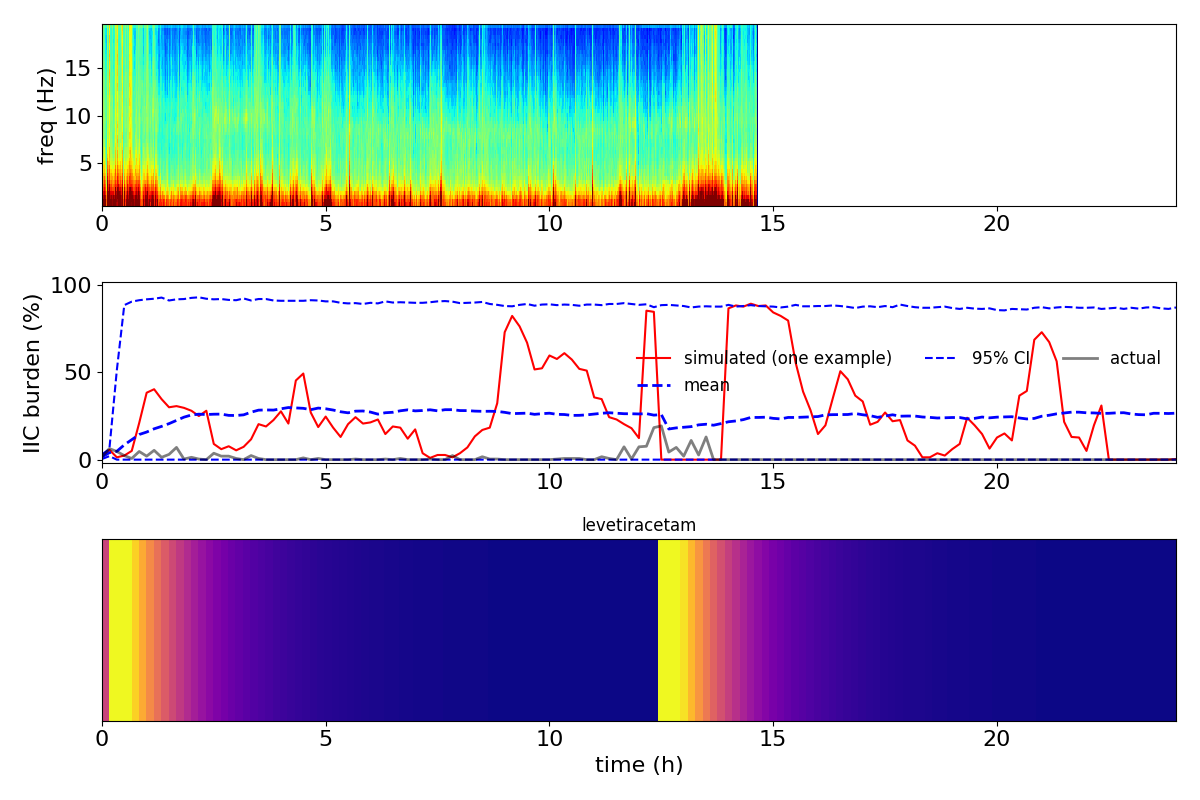 freq (Hz)
15
10
5
0 5 10 15 20
IIC burden (%)
100
50
0
simulated (one example) 95% CI actual
mean
0 5 10 15 20
levetiracetam
0 5 10 15 20
time (h)